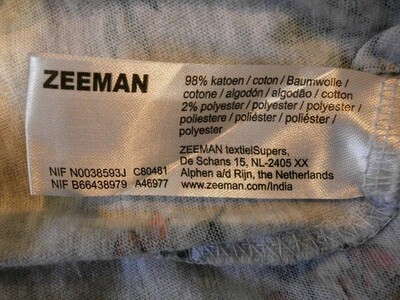 ZEEMAN
98% katoen / coton / Baumwolle /
cotone / algodón / algodão / cotton
2% polyester / polyester / polyester /
poliestere / poliéster / poliéster /
polyester
ZEEMAN textielSupers,
De Schans 15, NL-2405 XX
Alphen a/d Rijn, the Netherlands
www.zeeman.com/India
NIF N0038593J C80481
NIF B66438979 A46977